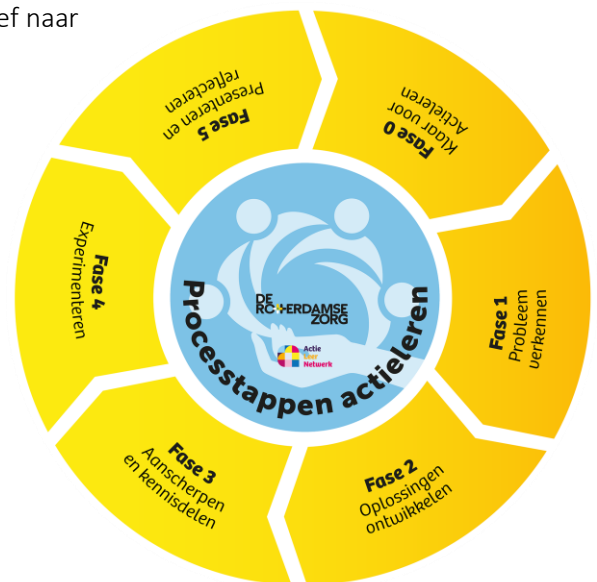 ef naar
Fase 0
Klaar voor
Actieleren
Fase 1
Probleem
verkennen
Fase 2
Oplossingen
ontwikkelen
Fase 3
Aanscherpen
en kennisdelen
Fase 4
Experimenteren
Fase 5
Presenteren en
reflecteren
DE
ROTTERDAMSE
ZORG
Actie
Leer
Netwerk
Processtappen actieleren